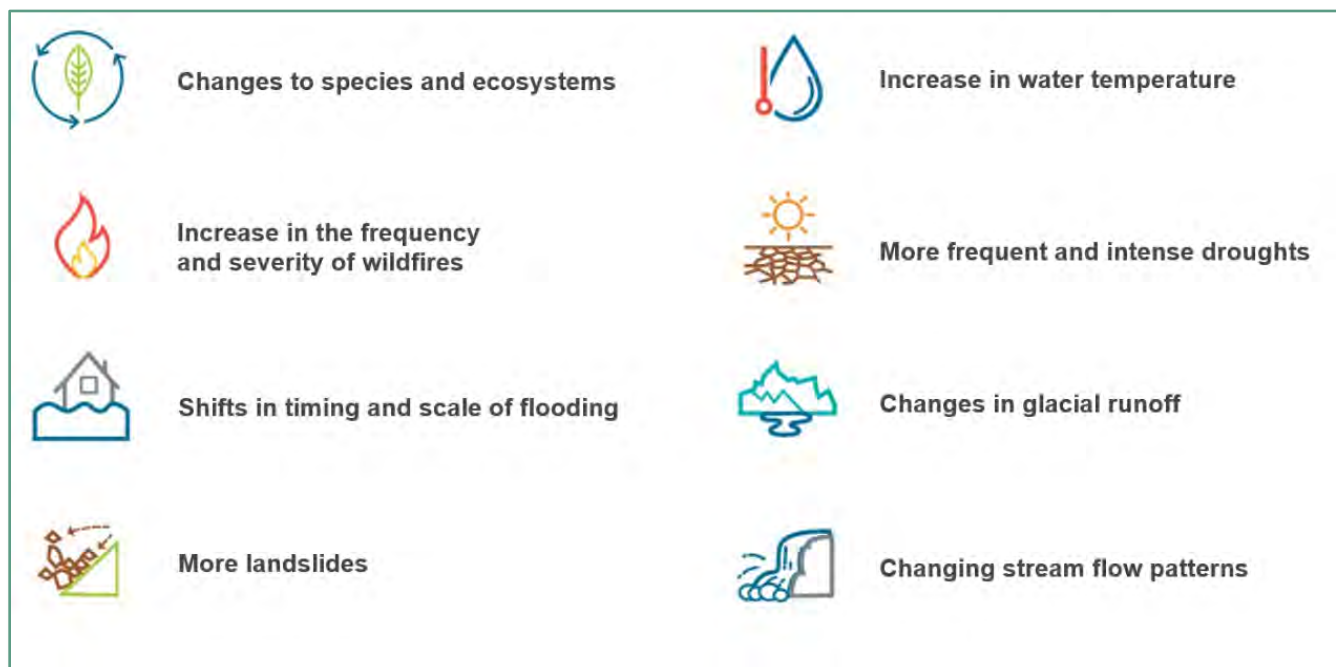 Changes to species and ecosystems
Increase in the frequency
and severity of wildfires
Shifts in timing and scale of flooding
More landslides
Increase in water temperature
More frequent and intense droughts
Changes in glacial runoff
Changing stream flow patterns